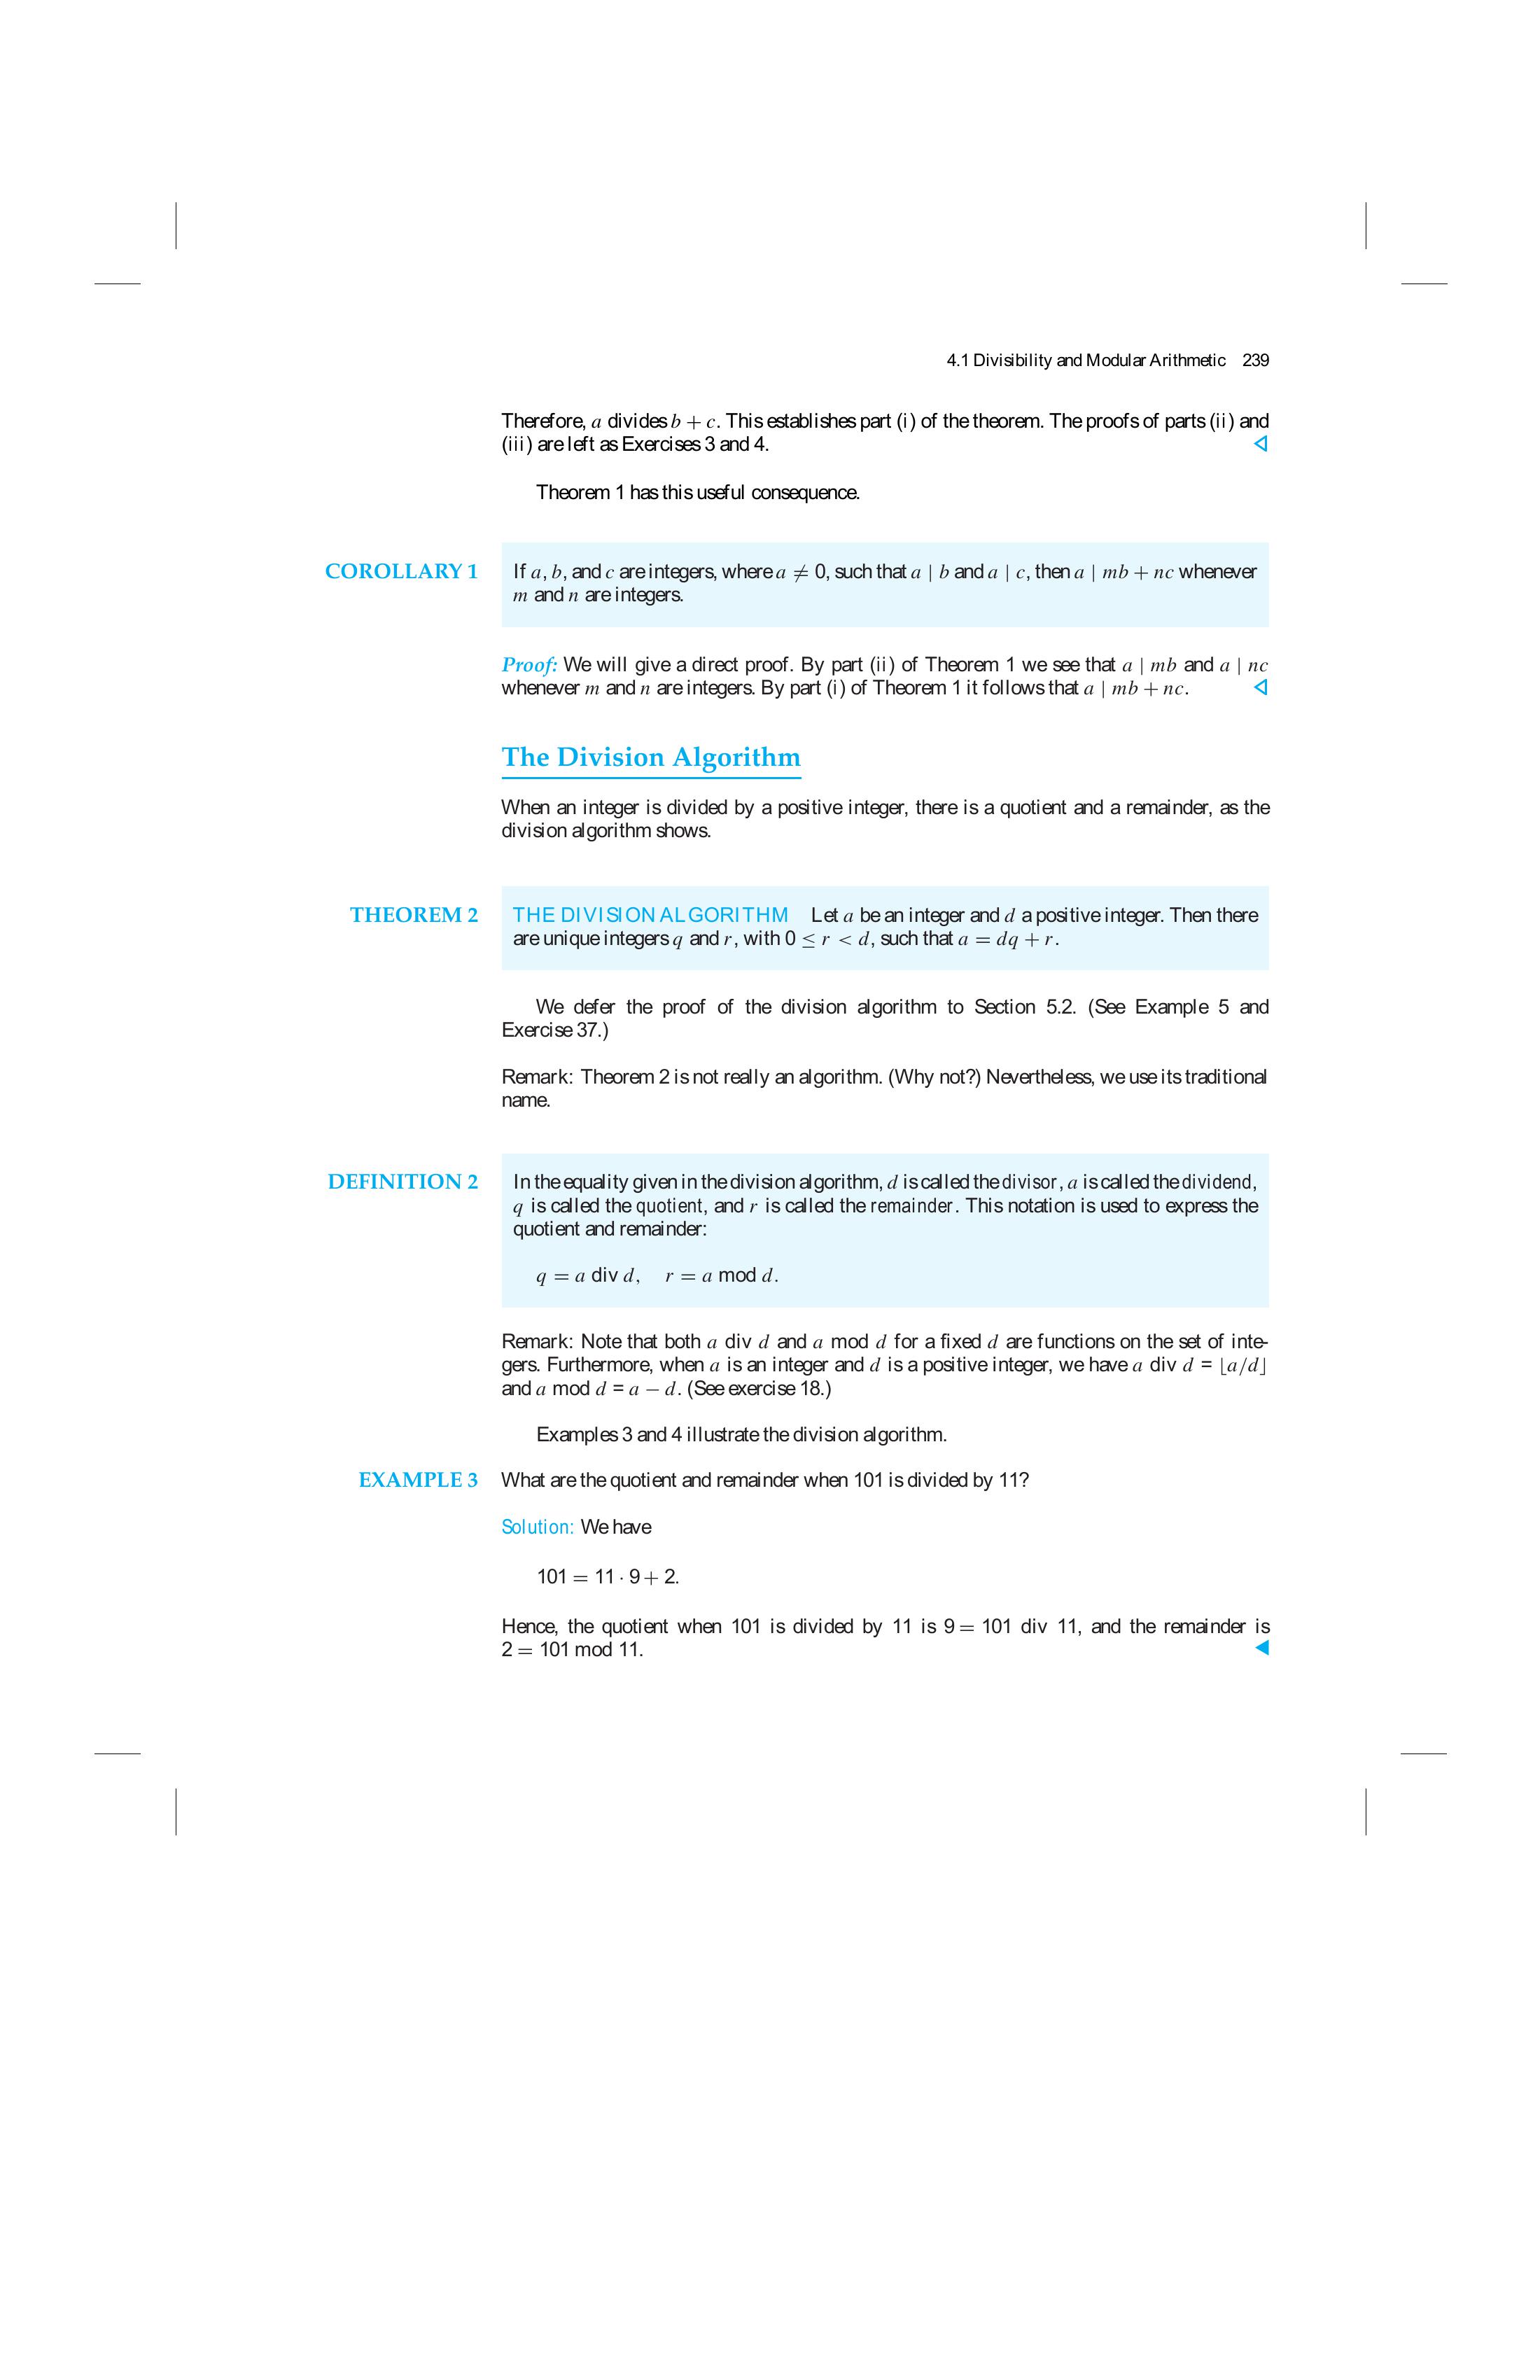 4.1 Divisibility and Modular Arithmetic 239
Therefore, a divides b + c. This establishes part (i) of the theorem. The proofs of parts (ii) and
(iii) are left as Exercises 3 and 4. ◁
Theorem 1 has this useful consequence.
COROLLARY 1 If a, b, and c are integers, where a ≠ 0, such that a | b and a | c, then a | mb + nc whenever
m and n are integers.
Proof: We will give a direct proof. By part (ii) of Theorem 1 we see that a | mb and a | nc
whenever m and n are integers. By part (i) of Theorem 1 it follows that a | mb + nc. ◁
The Division Algorithm
When an integer is divided by a positive integer, there is a quotient and a remainder, as the
division algorithm shows.
THEOREM 2 THE DIVISION ALGORITHM Let a be an integer and d a positive integer. Then there
are unique integers q and r, with 0 ≤ r < d, such that a = dq + r.
We defer the proof of the division algorithm to Section 5.2. (See Example 5 and
Exercise 37.)
Remark: Theorem 2 is not really an algorithm. (Why not?) Nevertheless, we use its traditional
name.
DEFINITION 2 In the equality given in the division algorithm, d is called the divisor, a is called the dividend,
q is called the quotient, and r is called the remainder. This notation is used to express the
quotient and remainder:
q = a div d, r = a mod d.
Remark: Note that both a div d and a mod d for a fixed d are functions on the set of inte-
gers. Furthermore, when a is an integer and d is a positive integer, we have a div d = ⌊a/d⌋
and a mod d = a − d. (See exercise 18.)
Examples 3 and 4 illustrate the division algorithm.
EXAMPLE 3 What are the quotient and remainder when 101 is divided by 11?
Solution: We have
101 = 11 · 9 + 2.
Hence, the quotient when 101 is divided by 11 is 9 = 101 div 11, and the remainder is
2 = 101 mod 11. ◀